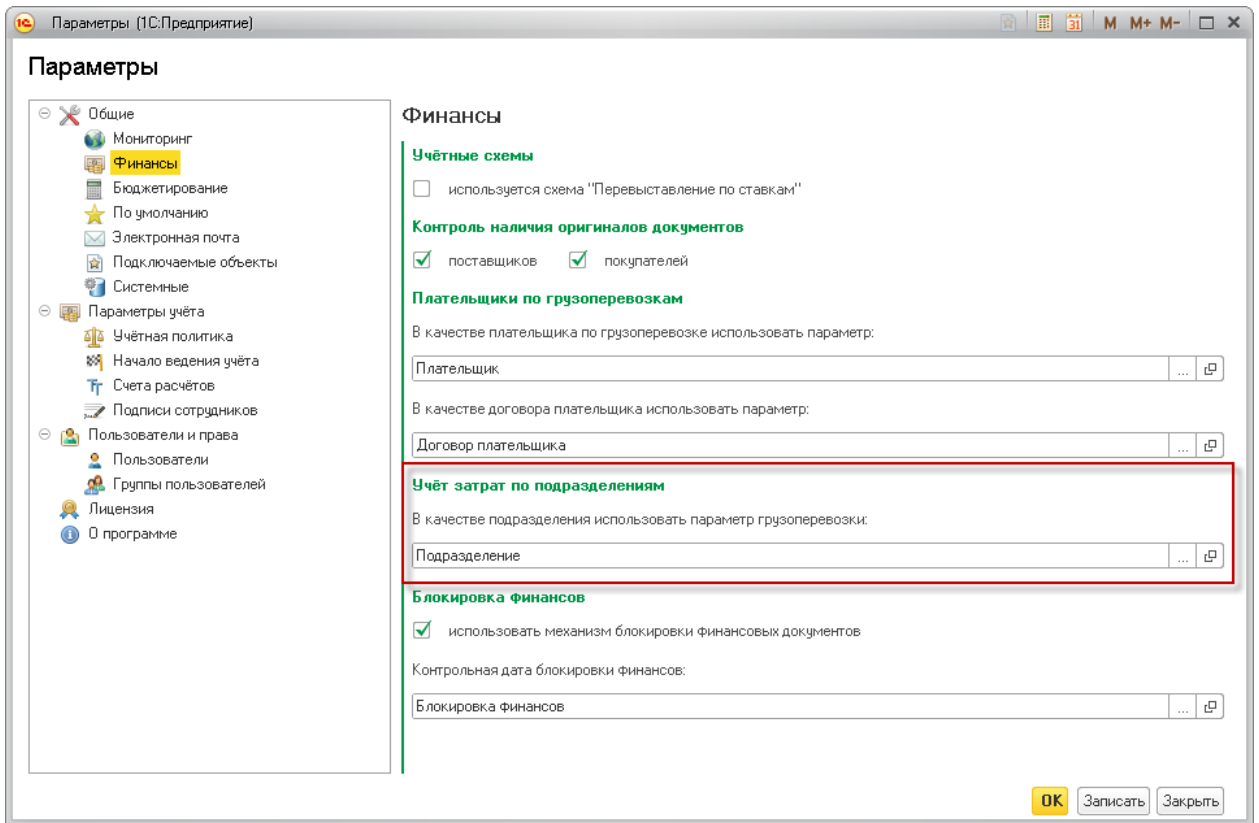 1С Параметры (1С:Предприятие) 31 M M+ M-
Параметры
Общие
Мониторинг
Финансы
Бюджетирование
По умолчанию
Электронная почта
Подключаемые объекты
Системные
Параметры учёта
Учётная политика
Начало ведения учёта
Счета расчётов
Подписи сотрудников
Пользователи и права
Пользователи
Группы пользователей
Лицензия
О программе
Финансы
Учётные схемы
используется схема "Перевыставление по ставкам"
Контроль наличия оригиналов документов
поставщиков покупателей
Плательщики по грузоперевозкам
В качестве плательщика по грузоперевозке использовать параметр:
Плательщик ...
В качестве договора плательщика использовать параметр:
Договор плательщика ...
Учёт затрат по подразделениям
В качестве подразделения использовать параметр грузоперевозки:
Подразделение ...
Блокировка финансов
использовать механизм блокировки финансовых документов
Контрольная дата блокировки финансов:
Блокировка финансов ...
ОК Записать Закрыть